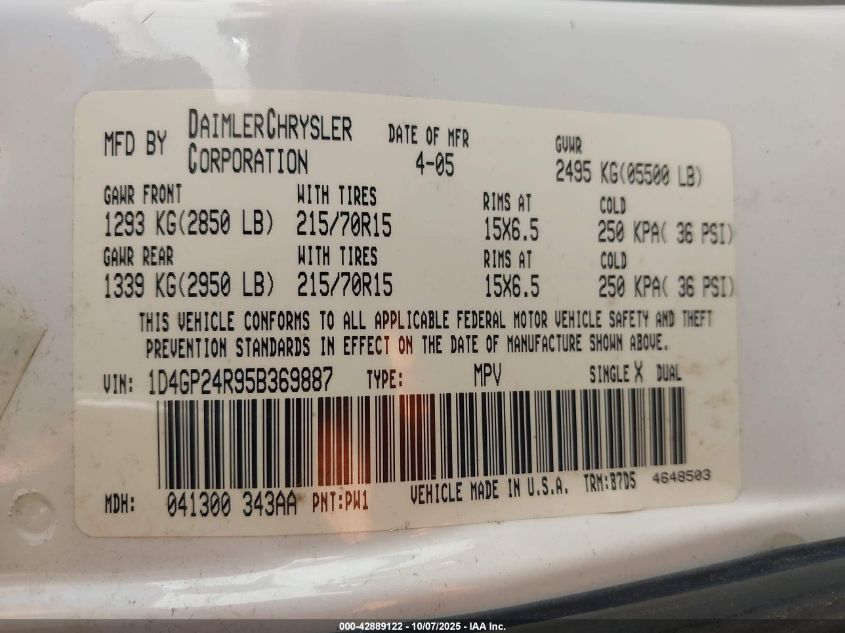 MFD BY DAIMLERCHRYSLER CORPORATION DATE OF MFR 4-05 GVWR 2495 KG(05500 LB)
GAWR FRONT WITH TIRES RIMS AT COLD
1293 KG(2850 LB) 215/70R15 15X6.5 250 KPA( 36 PSI)
GAWR REAR WITH TIRES RIMS AT COLD
1339 KG(2950 LB) 215/70R15 15X6.5 250 KPA( 36 PSI)
THIS VEHICLE CONFORMS TO ALL APPLICABLE FEDERAL MOTOR VEHICLE SAFETY AND THEFT
PREVENTION STANDARDS IN EFFECT ON THE DATE OF MANUFACTURE SHOWN ABOVE.
VIN: 1D4GP24R95B369887 TYPE: MPV SINGLE X DUAL
MDH: 041300 343AA PNT:PW1 VEHICLE MADE IN U.S.A. TRM:B7D5 4648503
000-42889122 - 10/07/2025 - IAA Inc.